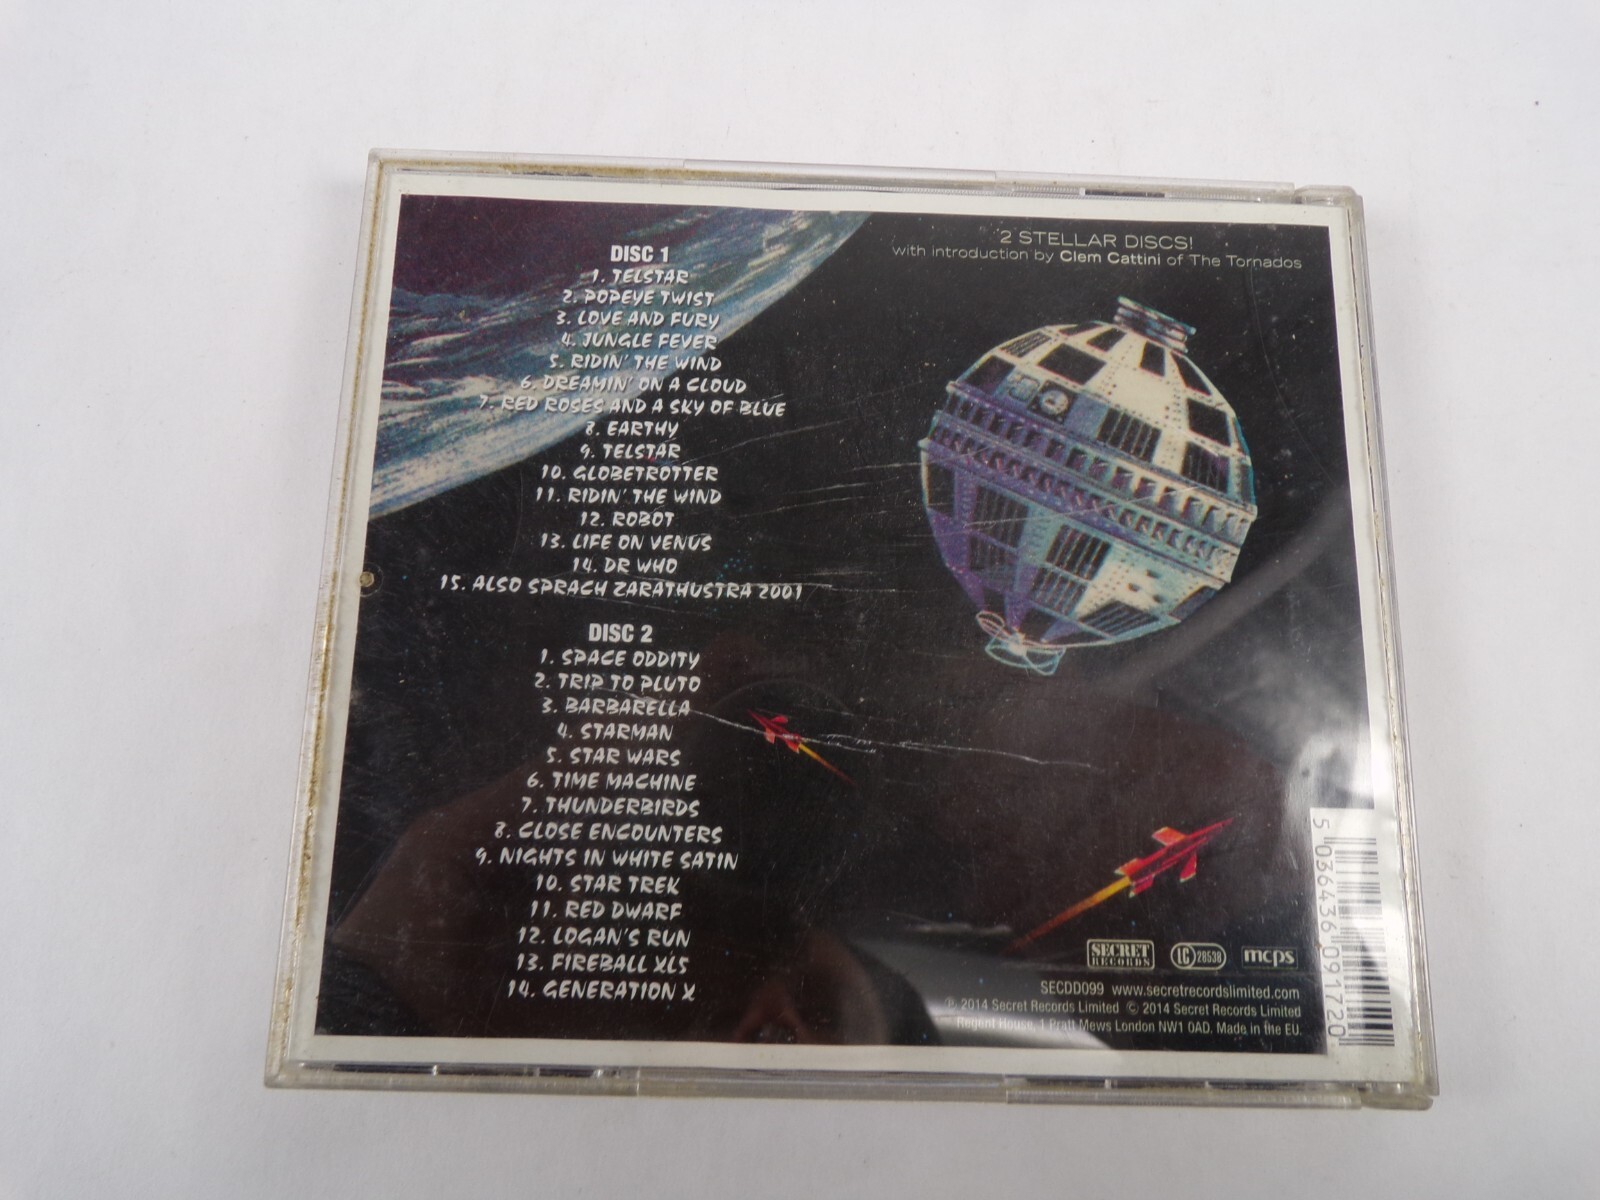 DISC 1
1. TELSTAR
2. POPEYE TWIST
3. LOVE AND FURY
4. JUNGLE FEVER
5. RIDIN' THE WIND
6. DREAMIN' ON A CLOUD
7. RED ROSES AND A SKY OF BLUE
8. EARTHY
9. TELSTAR
10. GLOBETROTTER
11. RIDIN' THE WIND
12. ROBOT
13. LIFE ON VENUS
14. DR WHO
15. ALSO SPRACH ZARATHUSTRA 2001
DISC 2
1. SPACE ODDITY
2. TRIP TO PLUTO
3. BARBARELLA
4. STARMAN
5. STAR WARS
6. TIME MACHINE
7. THUNDERBIRDS
8. CLOSE ENCOUNTERS
9. NIGHTS IN WHITE SATIN
10. STAR TREK
11. RED DWARF
12. LOGAN'S RUN
13. FIREBALL XL5
14. GENERATION X
2 STELLAR DISCS!
with introduction by Clem Cattini of The Tornados
SECRET RECORDS
LC 28538
mcps
SECDD099 www.secretrecordslimited.com
℗ 2014 Secret Records Limited © 2014 Secret Records Limited
Regent House, 1 Pratt Mews London NW1 0AD. Made in the EU.
5 036436 091720